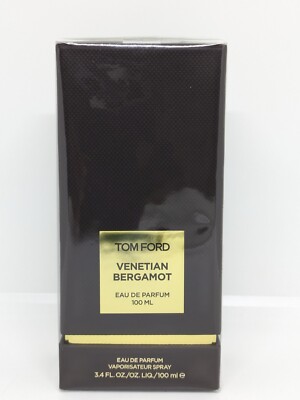 TOM FORD
VENETIAN
BERGAMOT
EAU DE PARFUM
100 ML
EAU DE PARFUM
VAPORISATEUR SPRAY
3.4 FL. OZ./OZ. LIQ./100 ml ℮